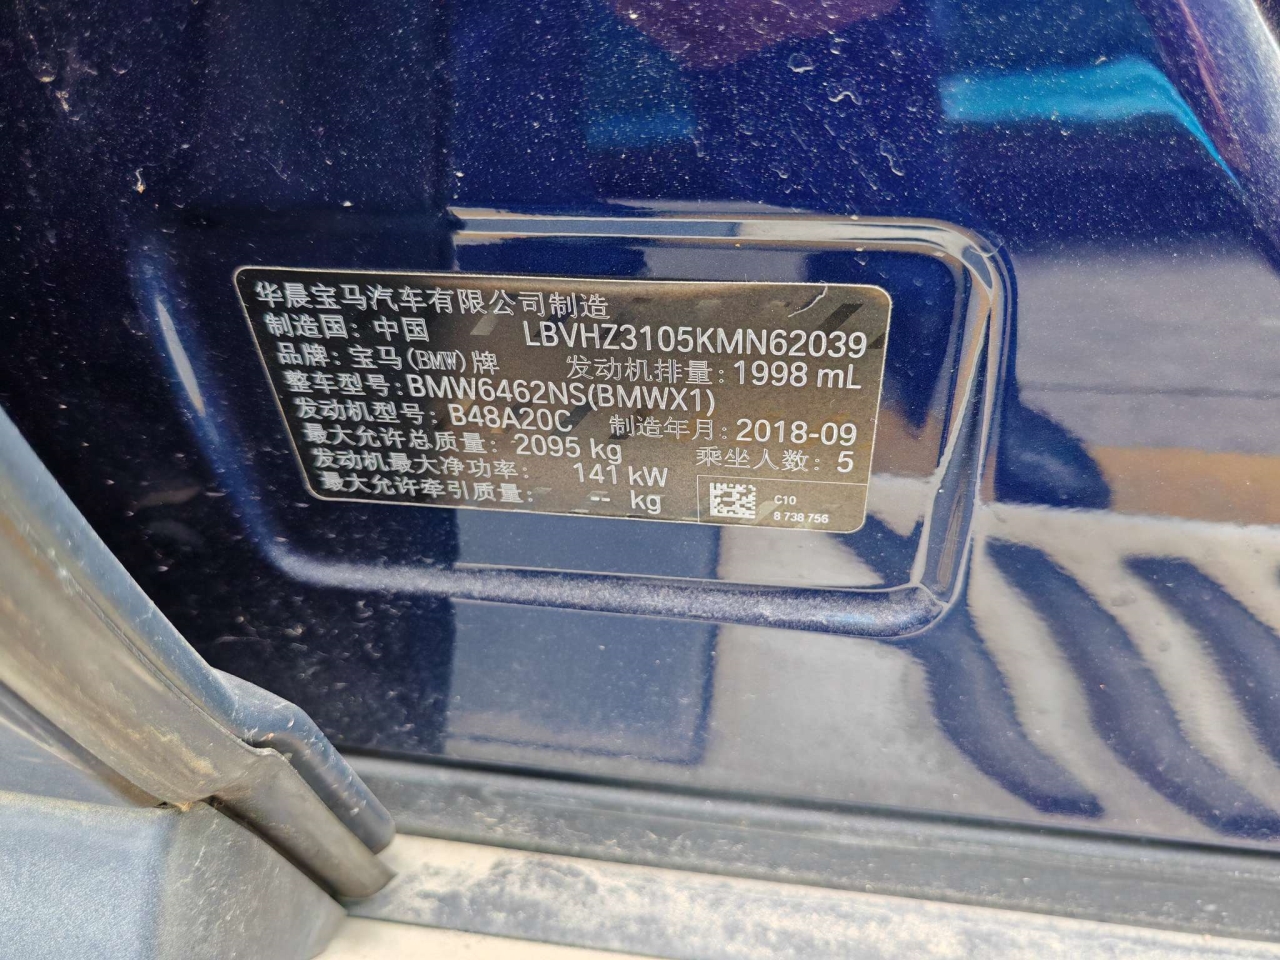 华晨宝马汽车有限公司制造
制造国：中国 LBVHZ3105KMN62039
品牌：宝马(BMW)牌 发动机排量：1998 mL
整车型号：BMW6462NS(BMWX1)
发动机型号：B48A20C 制造年月：2018-09
最大允许总质量：2095 kg 乘坐人数：5
发动机最大净功率：141 kW
最大允许牵引质量：-- kg
C10
8 738 756